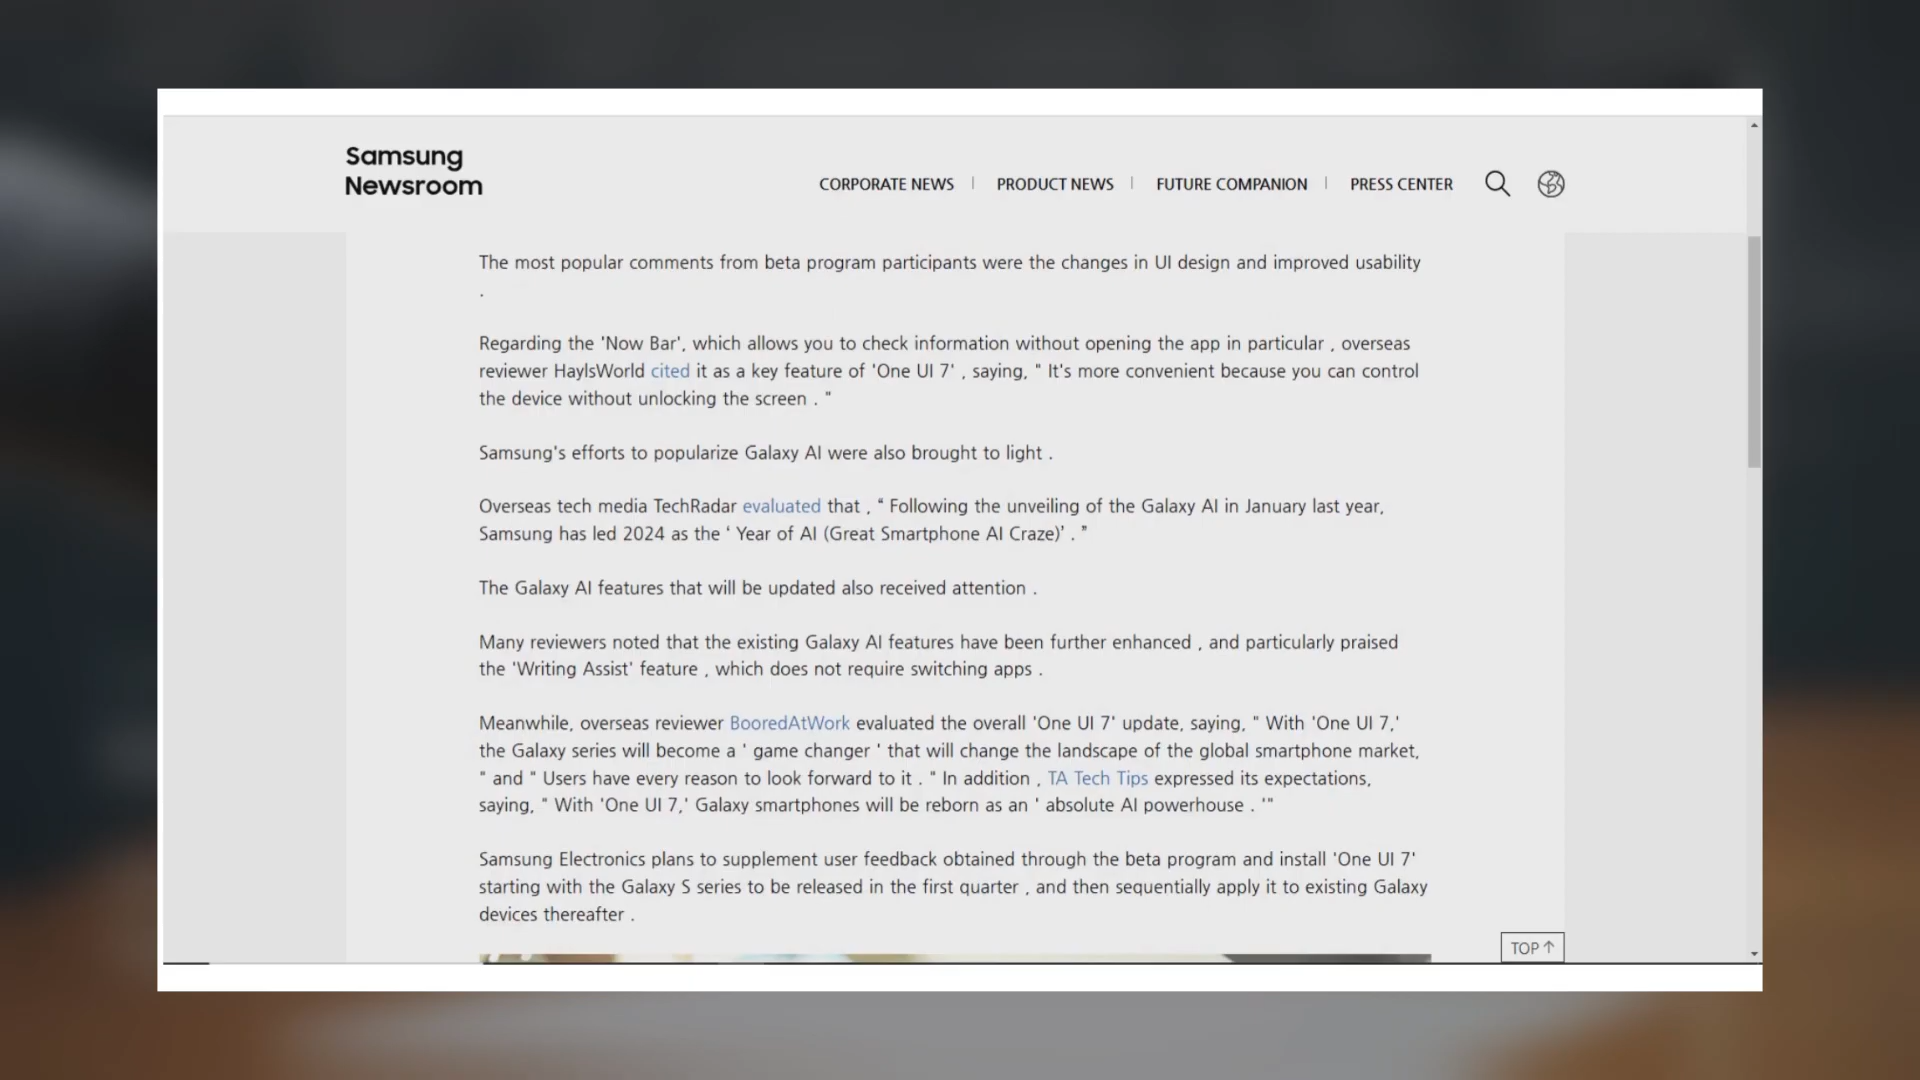 Samsung
Newsroom
CORPORATE NEWS
PRODUCT NEWS
FUTURE COMPANION
PRESS CENTER
The most popular comments from beta program participants were the changes in UI design and improved usability
.
Regarding the 'Now Bar', which allows you to check information without opening the app in particular , overseas
reviewer HaylsWorld cited it as a key feature of 'One UI 7' , saying, " It's more convenient because you can control
the device without unlocking the screen . "
Samsung's efforts to popularize Galaxy AI were also brought to light .
Overseas tech media TechRadar evaluated that , “ Following the unveiling of the Galaxy AI in January last year,
Samsung has led 2024 as the ‘ Year of AI (Great Smartphone AI Craze)’ . ”
The Galaxy AI features that will be updated also received attention .
Many reviewers noted that the existing Galaxy AI features have been further enhanced , and particularly praised
the 'Writing Assist' feature , which does not require switching apps .
Meanwhile, overseas reviewer BooredAtWork evaluated the overall 'One UI 7' update, saying, " With 'One UI 7,'
the Galaxy series will become a ' game changer ' that will change the landscape of the global smartphone market,
" and " Users have every reason to look forward to it . " In addition , TA Tech Tips expressed its expectations,
saying, " With 'One UI 7,' Galaxy smartphones will be reborn as an ' absolute AI powerhouse . '"
Samsung Electronics plans to supplement user feedback obtained through the beta program and install 'One UI 7'
starting with the Galaxy S series to be released in the first quarter , and then sequentially apply it to existing Galaxy
devices thereafter .
TOP ↑